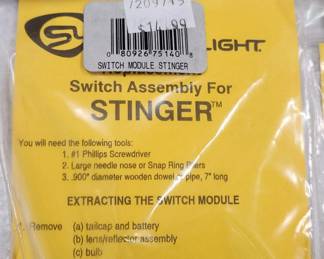 7209713
$14.99
0 80926 75140 8
SWITCH MODULE STINGER
LIGHT.
Replacement
Switch Assembly For
STINGER™
You will need the following tools:
1. #1 Phillips Screwdriver
2. Large needle nose or Snap Ring Pliers
3. .900" diameter wooden dowel or pipe, 7" long
EXTRACTING THE SWITCH MODULE
1. Remove (a) tailcap and battery
(b) lens/reflector assembly
(c) bulb